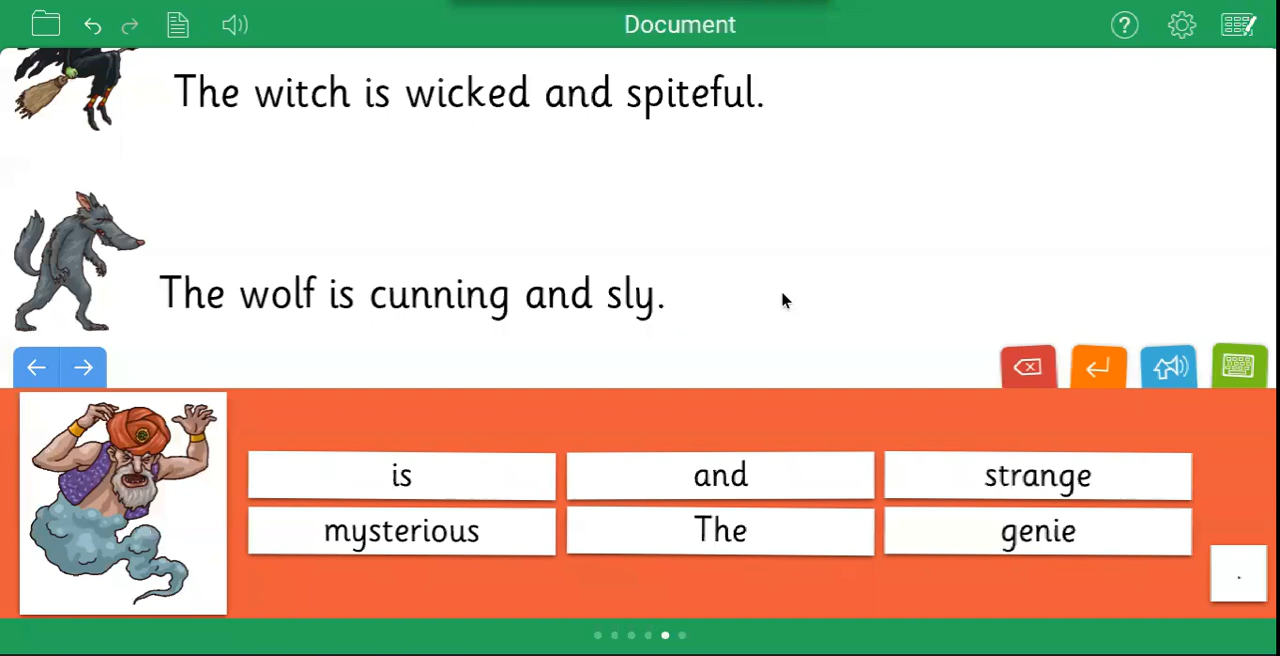 Document
The witch is wicked and spiteful.
The wolf is cunning and sly.
is and strange
mysterious The genie
.